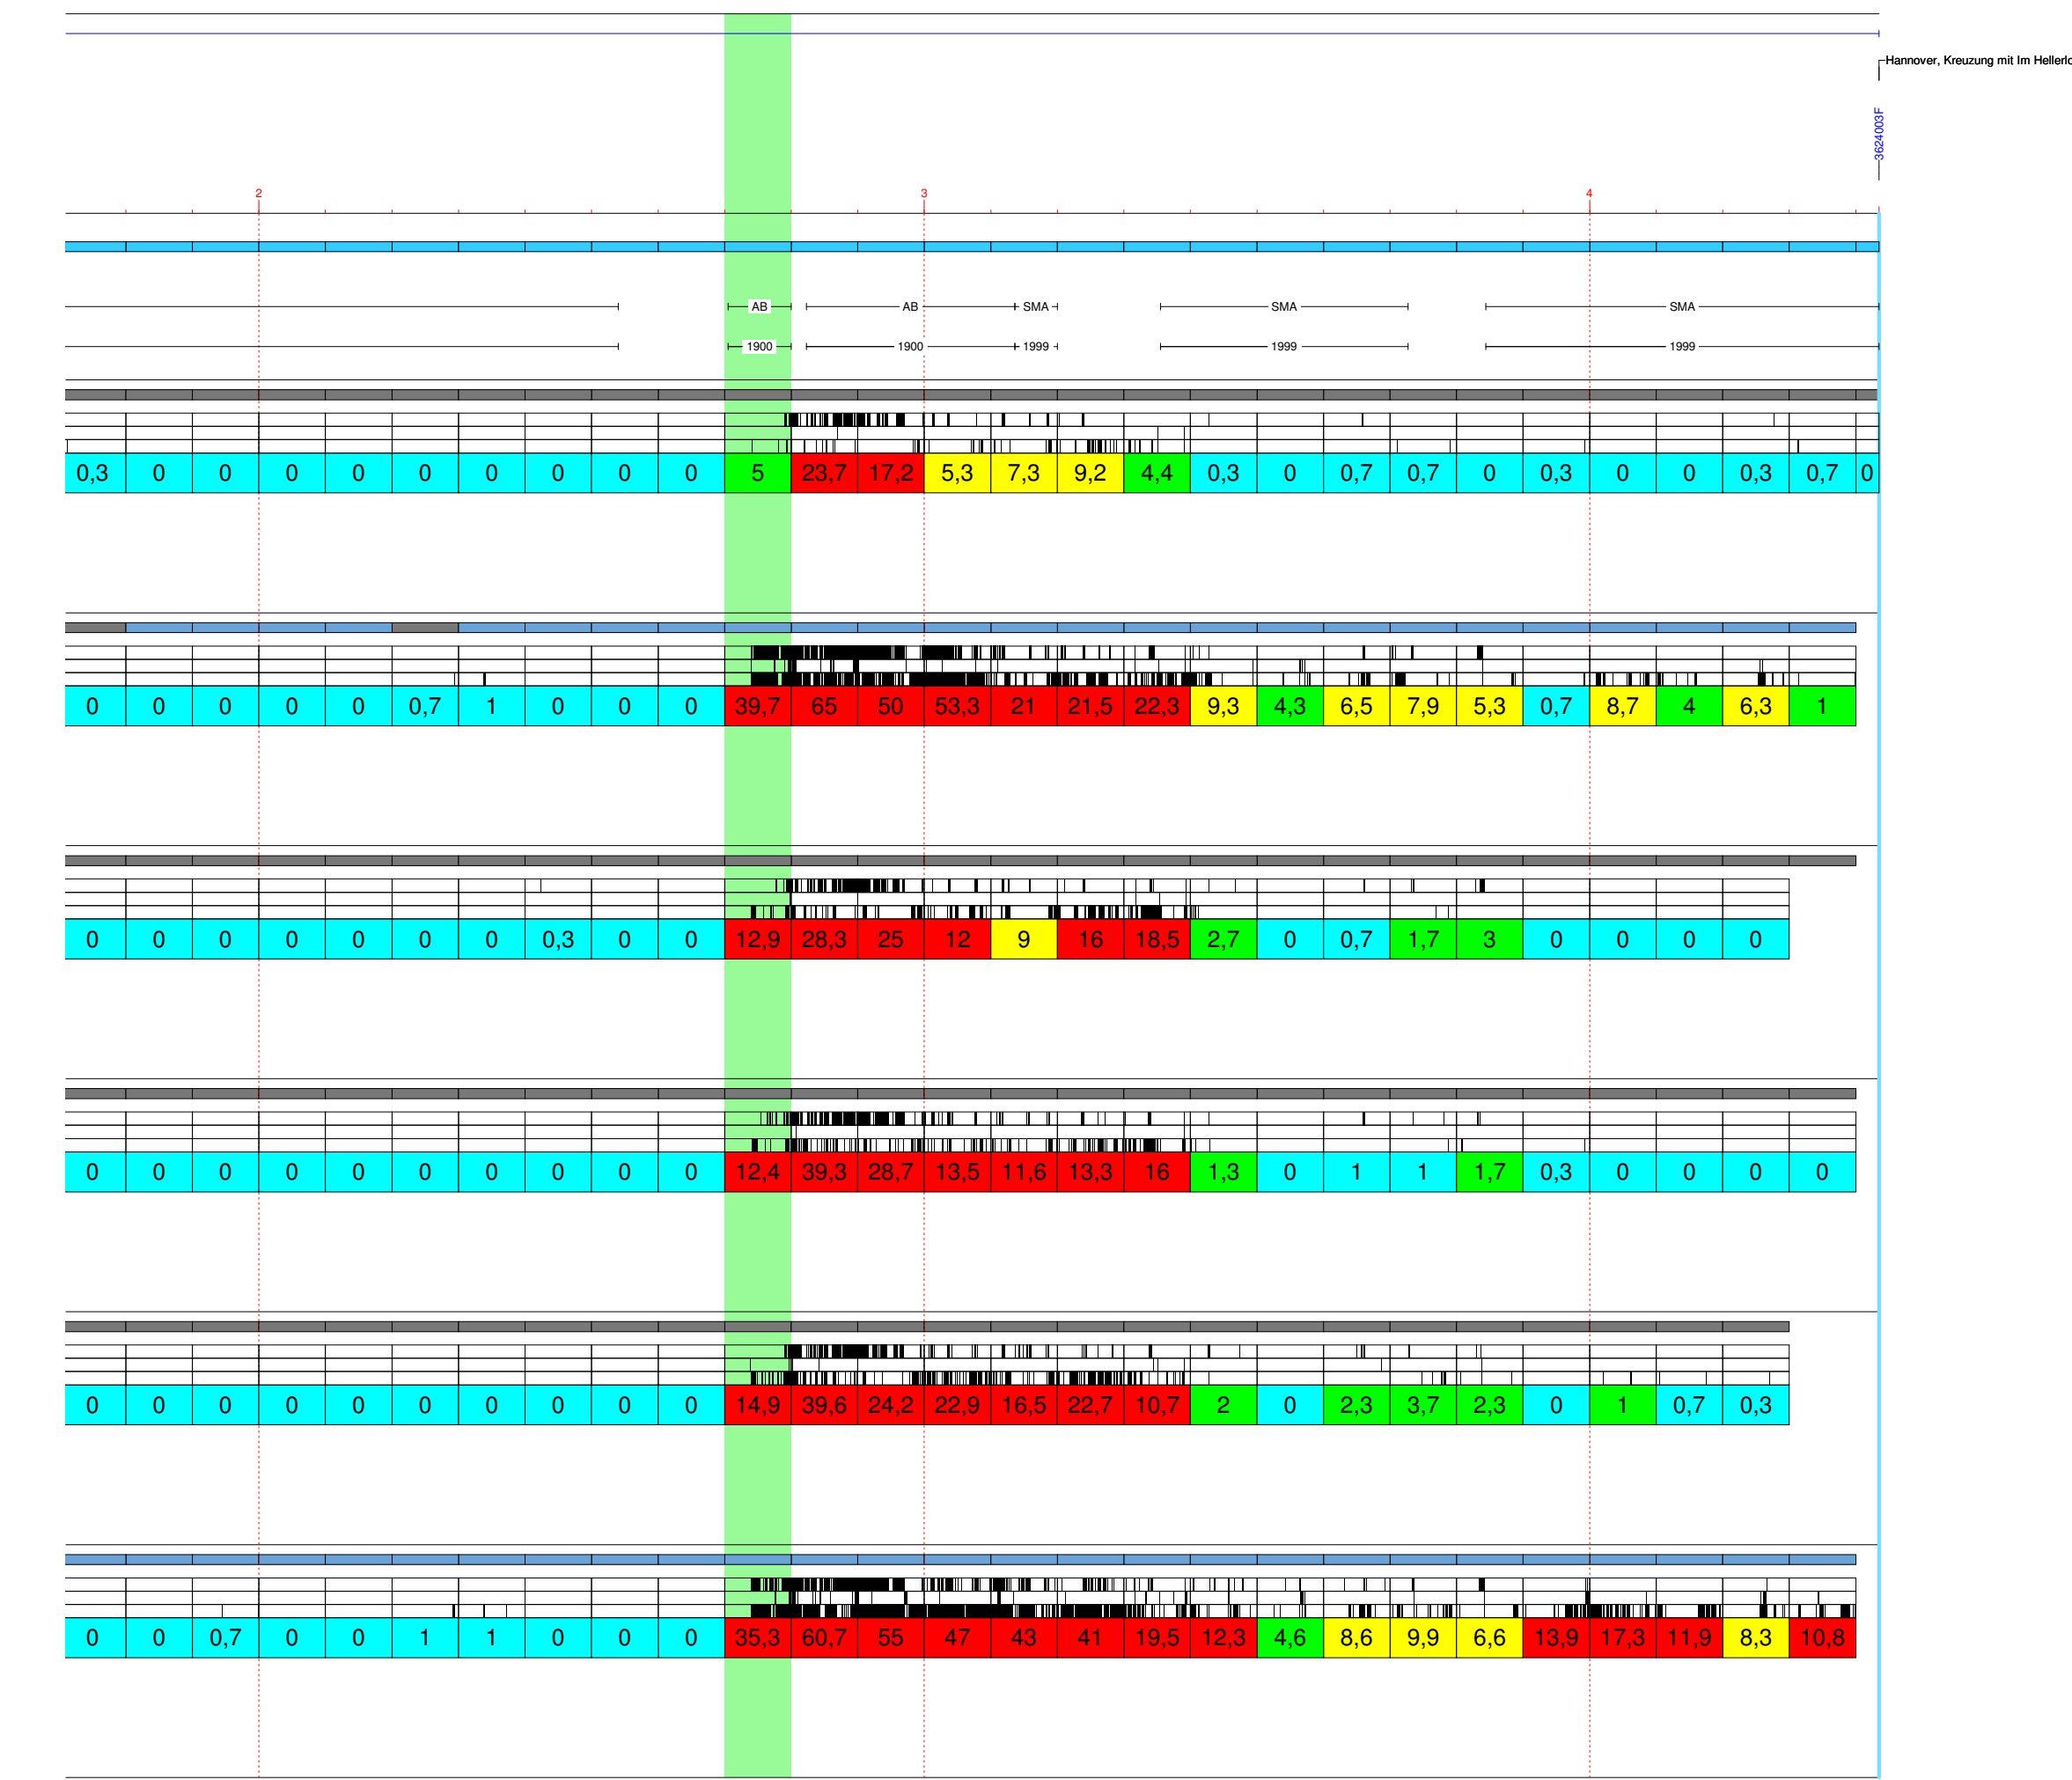 Hannover, Kreuzung mit Im Hellerlo
3624003F
2 3 4
AB AB SMA SMA SMA
1900 1900 1999 1999 1999
0,3 0 0 0 0 0 0 0 0 0 5 23,7 17,2 5,3 7,3 9,2 4,4 0,3 0 0,7 0,7 0 0,3 0 0 0,3 0,7 0
0 0 0 0 0 0,7 1 0 0 0 39,7 65 50 53,3 21 21,5 22,3 9,3 4,3 6,5 7,9 5,3 0,7 8,7 4 6,3 1
0 0 0 0 0 0 0 0,3 0 0 12,9 28,3 25 12 9 16 18,5 2,7 0 0,7 1,7 3 0 0 0 0
0 0 0 0 0 0 0 0 0 0 12,4 39,3 28,7 13,5 11,6 13,3 16 1,3 0 1 1 1,7 0,3 0 0 0 0
0 0 0 0 0 0 0 0 0 0 14,9 39,6 24,2 22,9 16,5 22,7 10,7 2 0 2,3 3,7 2,3 0 1 0,7 0,3
0 0 0,7 0 0 1 1 0 0 0 35,3 60,7 55 47 43 41 19,5 12,3 4,6 8,6 9,9 6,6 13,9 17,3 11,9 8,3 10,8